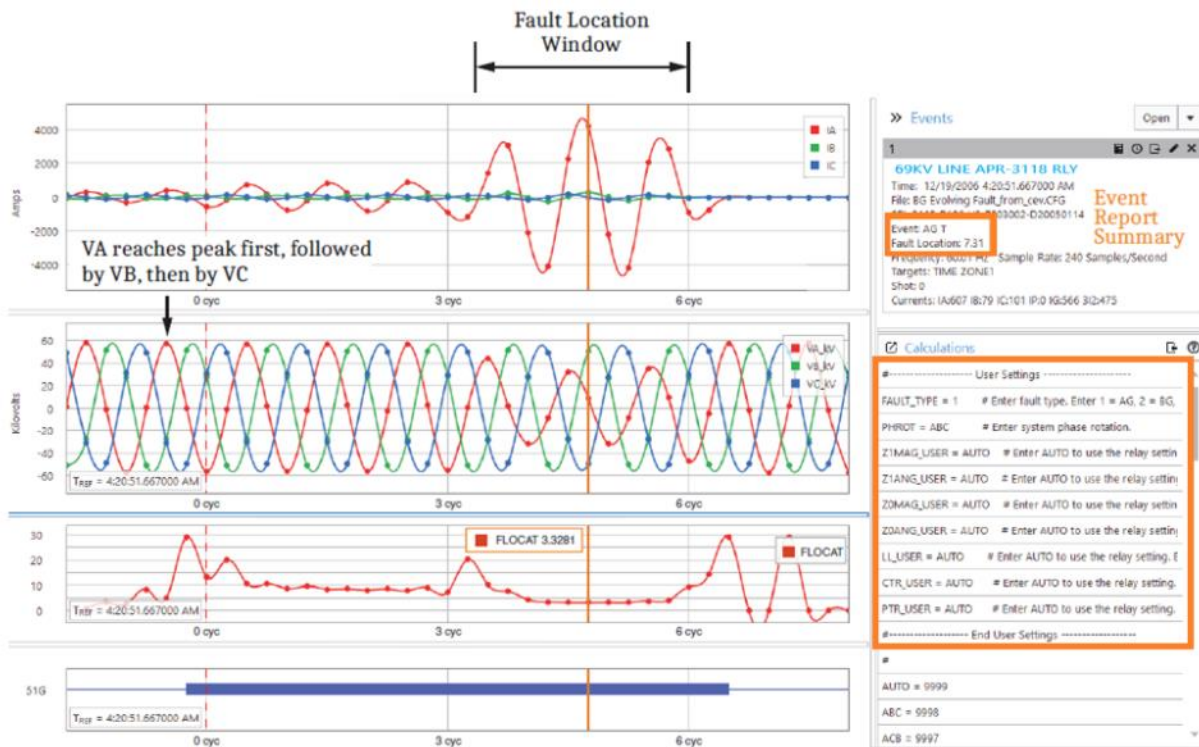 Fault Location
Window
4000
2000
0
-2000
-4000
Amps
IA
IB
IC
VA reaches peak first, followed
by VB, then by VC
0 cyc
3 cyc
6 cyc
60
40
20
0
-20
-40
-60
Kilovolts
VA_kV
VB_kV
VC_kV
TREF = 4:20:51.667000 AM
0 cyc
3 cyc
6 cyc
30
20
10
0
FLOCAT 3.3281
FLOCAT
TREF = 4:20:51.667000 AM
0 cyc
3 cyc
6 cyc
51G
TREF = 4:20:51.667000 AM
0 cyc
3 cyc
6 cyc
Events
Open
1
69KV LINE APR-3118 RLY
Time: 12/19/2006 4:20:51.667000 AM
File: BG Evolving Fault_from_cev.CFG
Event: AG T
Fault Location: 7.31
Event
Report
Summary
Frequency: 60.01 Hz Sample Rate: 240 Samples/Second
Targets: TIME ZONE1
Shot: 0
Currents: IA:607 IB:79 IC:101 IP:0 IG:566 3I2:475
Calculations
#-------------------- User Settings --------------------
FAULT_TYPE = 1 # Enter fault type. Enter 1 = AG, 2 = BG,
PHROT = ABC # Enter system phase rotation.
Z1MAG_USER = AUTO # Enter AUTO to use the relay settin
Z1ANG_USER = AUTO # Enter AUTO to use the relay settin
Z0MAG_USER = AUTO # Enter AUTO to use the relay settin
Z0ANG_USER = AUTO # Enter AUTO to use the relay settin
LL_USER = AUTO # Enter AUTO to use the relay setting. E
CTR_USER = AUTO # Enter AUTO to use the relay setting.
PTR_USER = AUTO # Enter AUTO to use the relay setting.
#------------------- End User Settings ------------------
#
AUTO = 9999
ABC = 9998
ACB = 9997